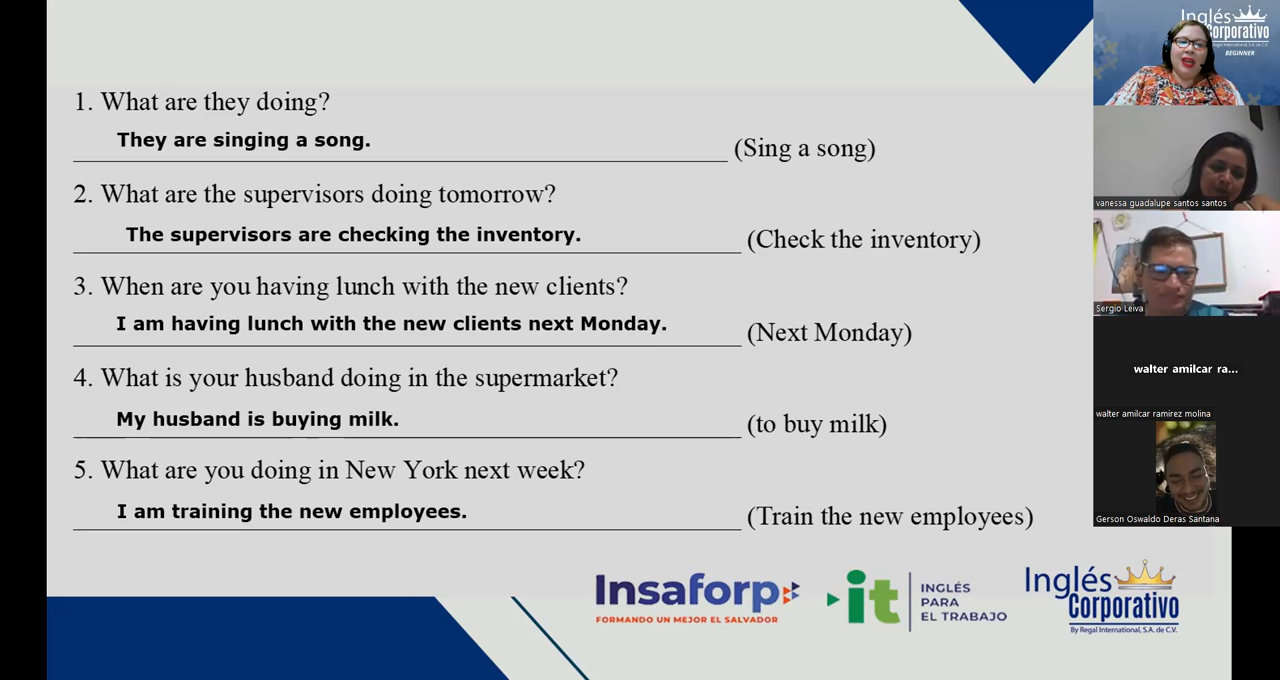 1. What are they doing?
They are singing a song.
(Sing a song)
2. What are the supervisors doing tomorrow?
The supervisors are checking the inventory.
(Check the inventory)
3. When are you having lunch with the new clients?
I am having lunch with the new clients next Monday.
(Next Monday)
4. What is your husband doing in the supermarket?
My husband is buying milk.
(to buy milk)
5. What are you doing in New York next week?
I am training the new employees.
(Train the new employees)
Insaforp
FORMANDO UN MEJOR EL SALVADOR
it
INGLÉS
PARA
EL TRABAJO
Inglés
Corporativo
By Regal International, S.A. de C.V.
Inglés
Corporativo
By Regal International, S.A. de C.V.
BEGINNER
vanessa guadalupe santos santos
Sergio Leiva
walter amilcar ra...
walter amilcar ramirez molina
Gerson Oswaldo Deras Santana